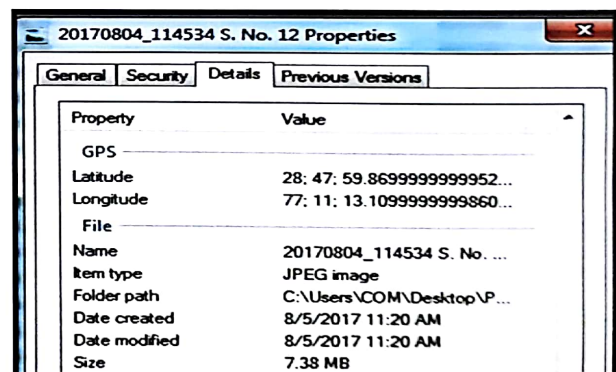 20170804_114534 S. No. 12 Properties
General Security Details Previous Versions
Property Value
GPS
Latitude 28; 47; 59.8699999999952...
Longitude 77; 11; 13.1099999999860...
File
Name 20170804_114534 S. No. ...
Item type JPEG image
Folder path C:\Users\COM\Desktop\P...
Date created 8/5/2017 11:20 AM
Date modified 8/5/2017 11:20 AM
Size 7.38 MB